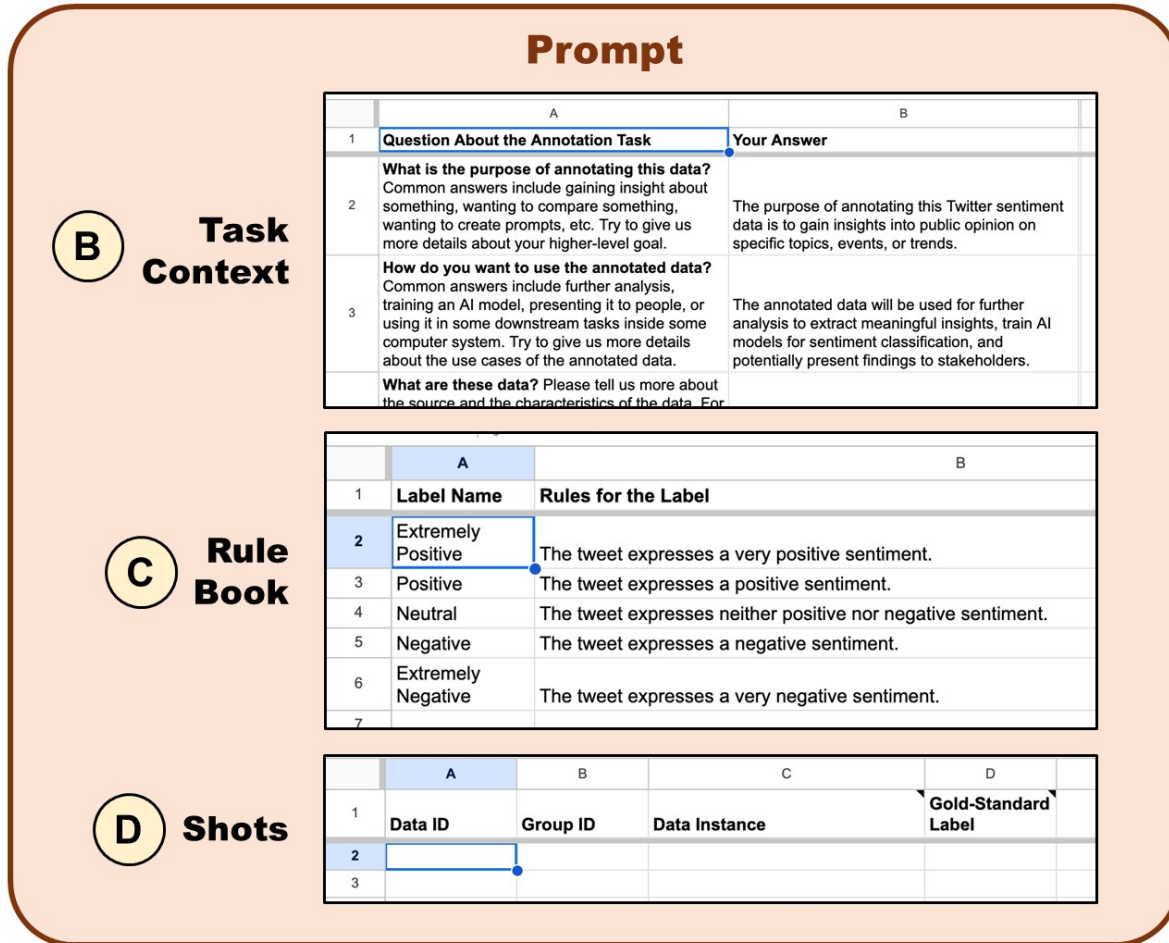 Prompt
B
Task
Context
A
B
1
Question About the Annotation Task
Your Answer
2
What is the purpose of annotating this data?
Common answers include gaining insight about
something, wanting to compare something,
wanting to create prompts, etc. Try to give us
more details about your higher-level goal.
The purpose of annotating this Twitter sentiment
data is to gain insights into public opinion on
specific topics, events, or trends.
3
How do you want to use the annotated data?
Common answers include further analysis,
training an AI model, presenting it to people, or
using it in some downstream tasks inside some
computer system. Try to give us more details
about the use cases of the annotated data.
The annotated data will be used for further
analysis to extract meaningful insights, train AI
models for sentiment classification, and
potentially present findings to stakeholders.
What are these data? Please tell us more about
the source and the characteristics of the data. For
C
Rule
Book
A
B
1
Label Name
Rules for the Label
2
Extremely
Positive
The tweet expresses a very positive sentiment.
3
Positive
The tweet expresses a positive sentiment.
4
Neutral
The tweet expresses neither positive nor negative sentiment.
5
Negative
The tweet expresses a negative sentiment.
6
Extremely
Negative
The tweet expresses a very negative sentiment.
7
D
Shots
A
B
C
D
1
Data ID
Group ID
Data Instance
Gold-Standard
Label
2
3